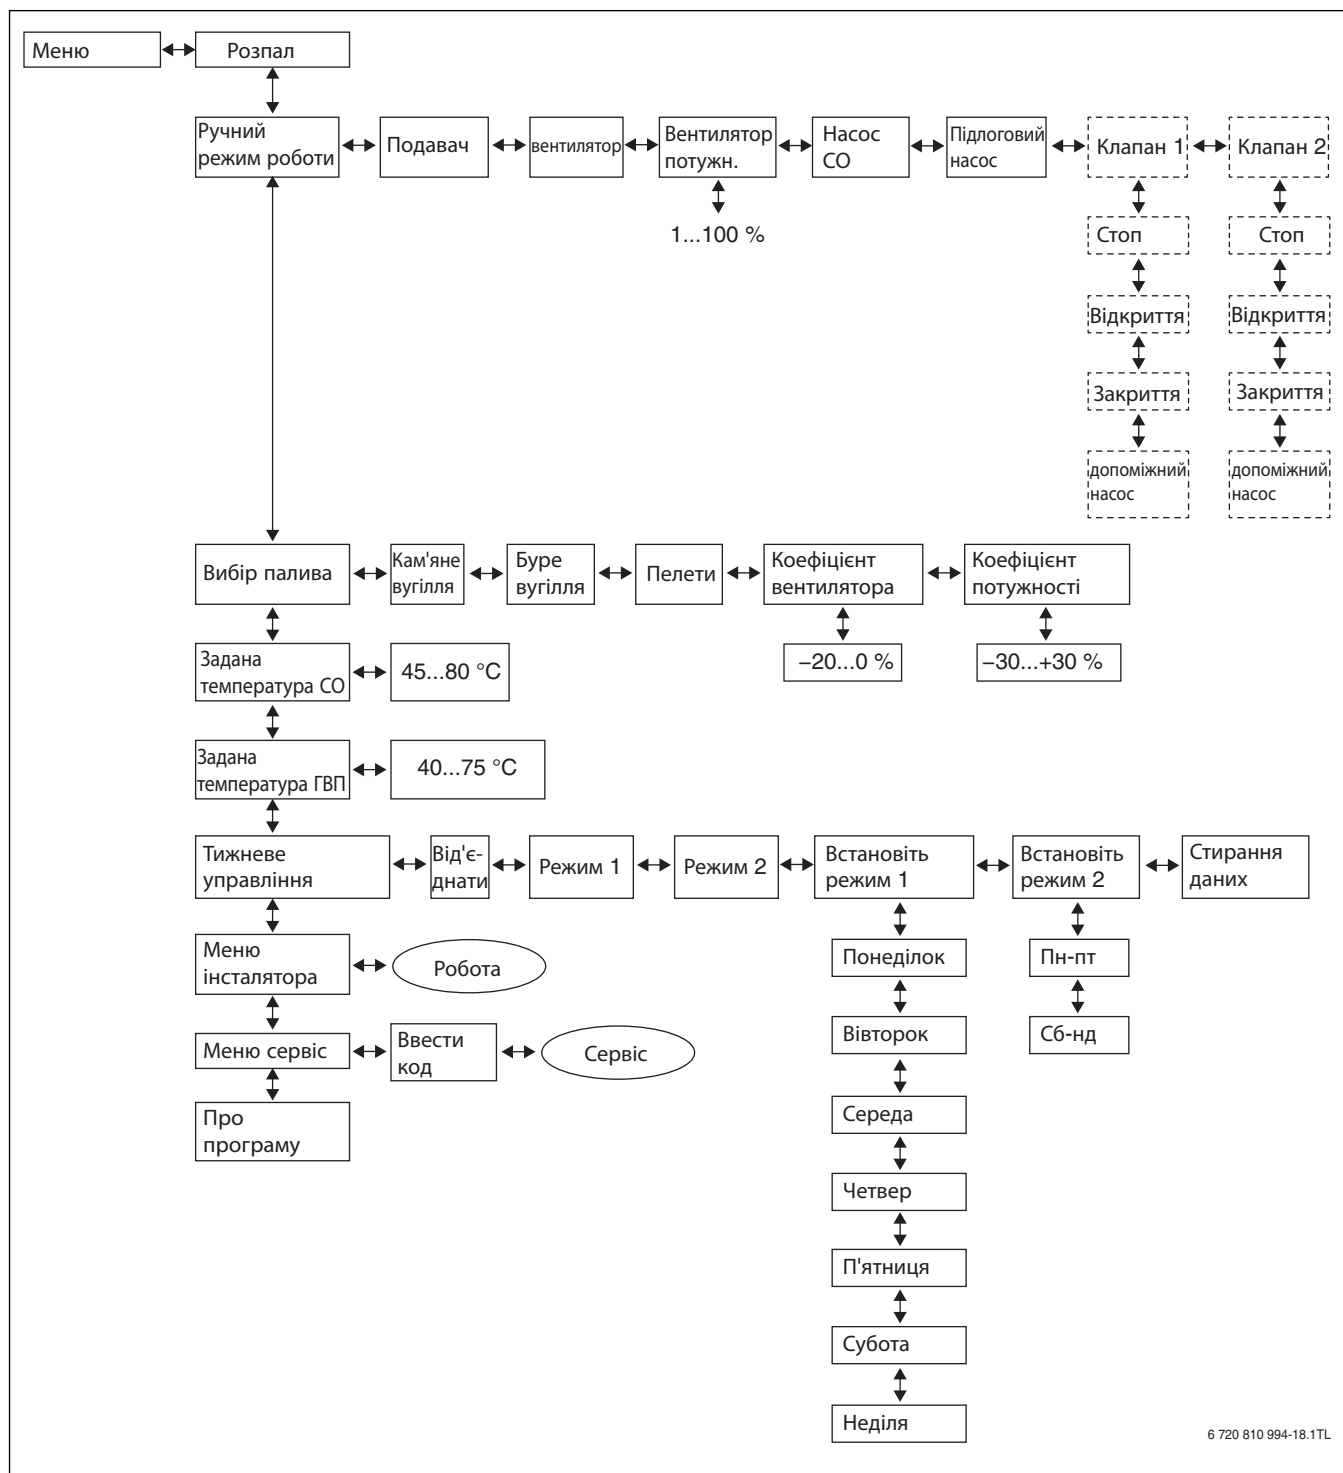 Меню
Розпал
Ручний
режим роботи
Подавач
вентилятор
Вентилятор
потужн.
Насос
СО
Підлоговий
насос
Клапан 1
Клапан 2
1...100 %
Стоп
Стоп
Відкриття
Відкриття
Закриття
Закриття
допоміжний
насос
допоміжний
насос
Вибір палива
Кам'яне
вугілля
Буре
вугілля
Пелети
Коефіцієнт
вентилятора
Коефіцієнт
потужності
–20...0 %
–30...+30 %
Задана
температура СО
45...80 °C
Задана
температура ГВП
40...75 °C
Тижневе
управління
Від'є-
днати
Режим 1
Режим 2
Встановіть
режим 1
Встановіть
режим 2
Стирання
даних
Меню
інсталятора
Робота
Понеділок
Пн-пт
Меню сервіс
Ввести
код
Сервіс
Вівторок
Сб-нд
Про
програму
Середа
Четвер
П'ятниця
Субота
Неділя
6 720 810 994-18.1TL